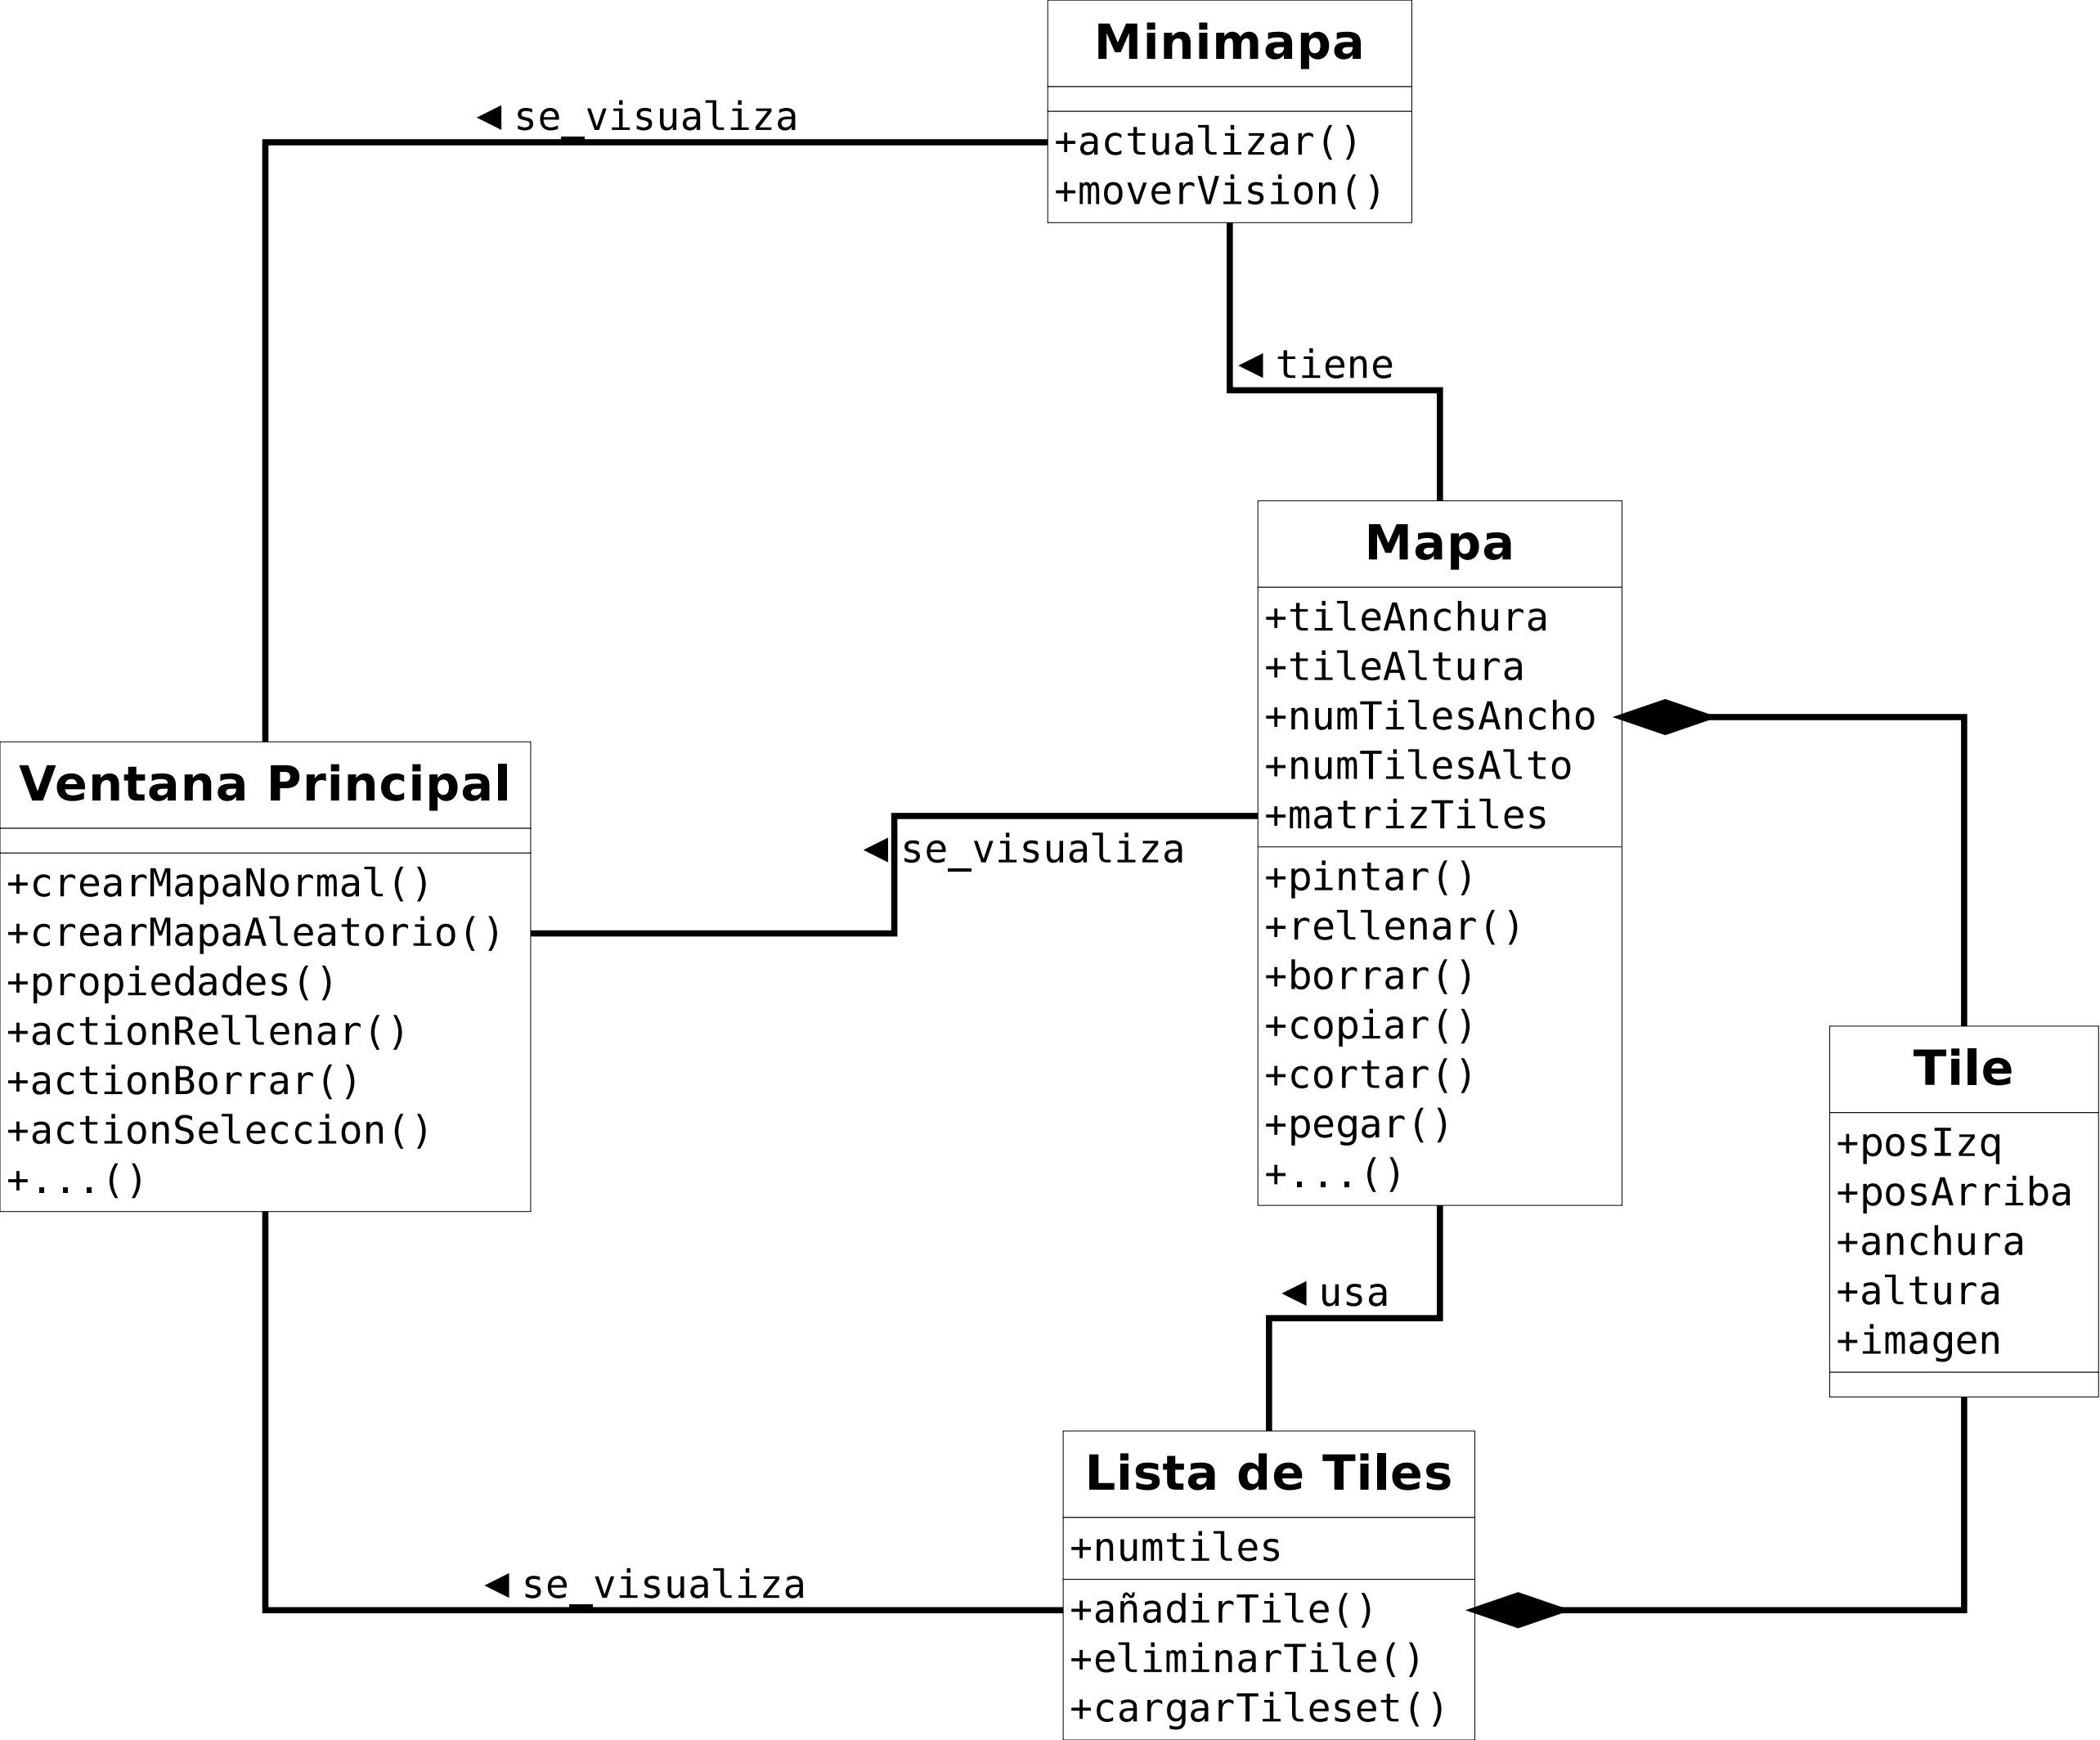 Minimapa
+actualizar()
+moverVision()
se_visualiza
tiene
Mapa
+tileAnchura
+tileAltura
+numTilesAncho
+numTilesAlto
+matrizTiles
+pintar()
+rellenar()
+borrar()
+copiar()
+cortar()
+pegar()
+...()
Ventana Principal
+crearMapaNormal()
+crearMapaAleatorio()
+propiedades()
+actionRellenar()
+actionBorrar()
+actionSeleccion()
+...()
se_visualiza
Tile
+posIzq
+posArriba
+anchura
+altura
+imagen
usa
Lista de Tiles
+numtiles
+añadirTile()
+eliminarTile()
+cargarTileset()
se_visualiza